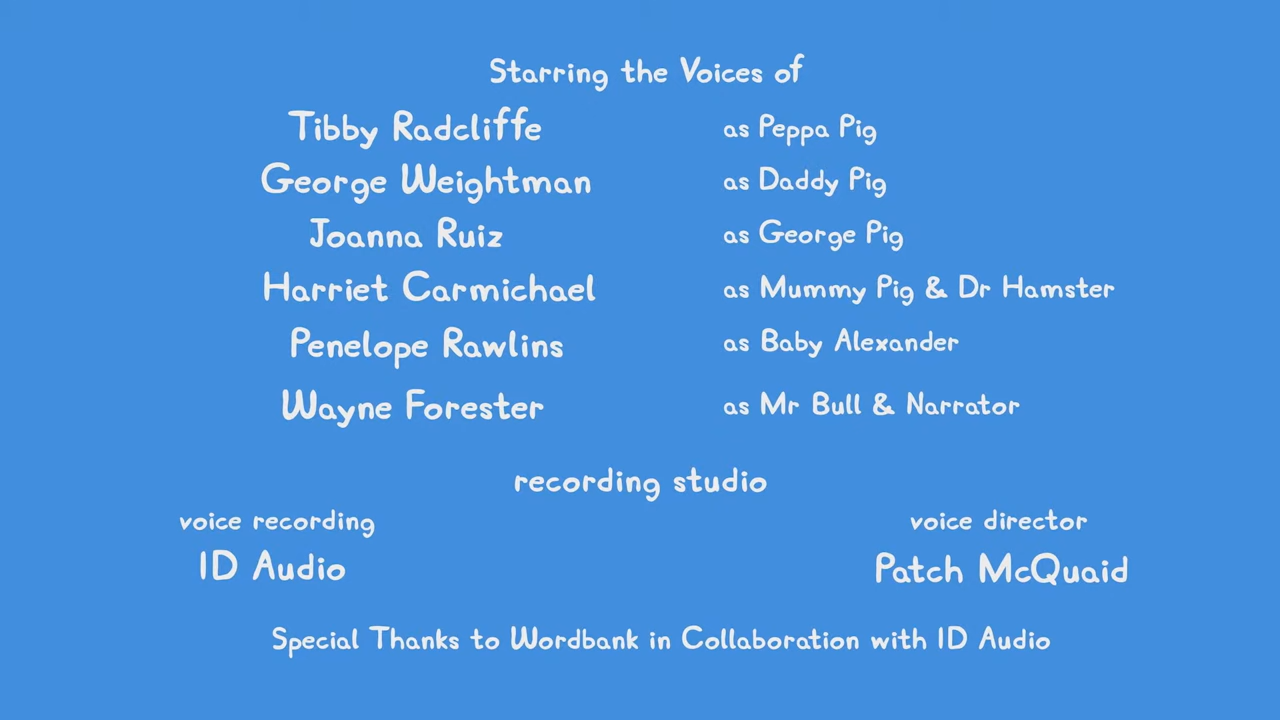 Starring the Voices of
Tibby Radcliffe as Peppa Pig
George Weightman as Daddy Pig
Joanna Ruiz as George Pig
Harriet Carmichael as Mummy Pig & Dr Hamster
Penelope Rawlins as Baby Alexander
Wayne Forester as Mr Bull & Narrator
recording studio
voice recording voice director
ID Audio Patch McQuaid
Special Thanks to Wordbank in Collaboration with ID Audio